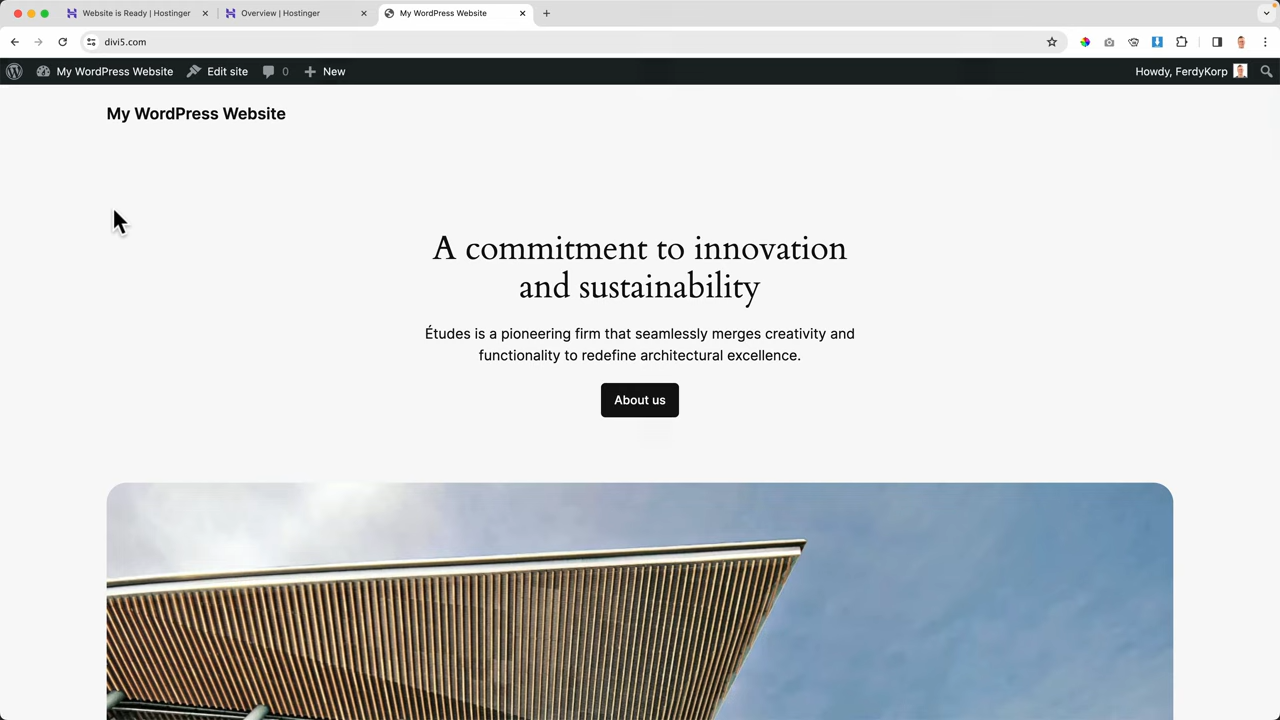 Website is Ready | Hostinger
Overview | Hostinger
My WordPress Website
divi5.com
My WordPress Website
Edit site
0
New
Howdy, FerdyKorp
My WordPress Website
A commitment to innovation
and sustainability
Études is a pioneering firm that seamlessly merges creativity and
functionality to redefine architectural excellence.
About us